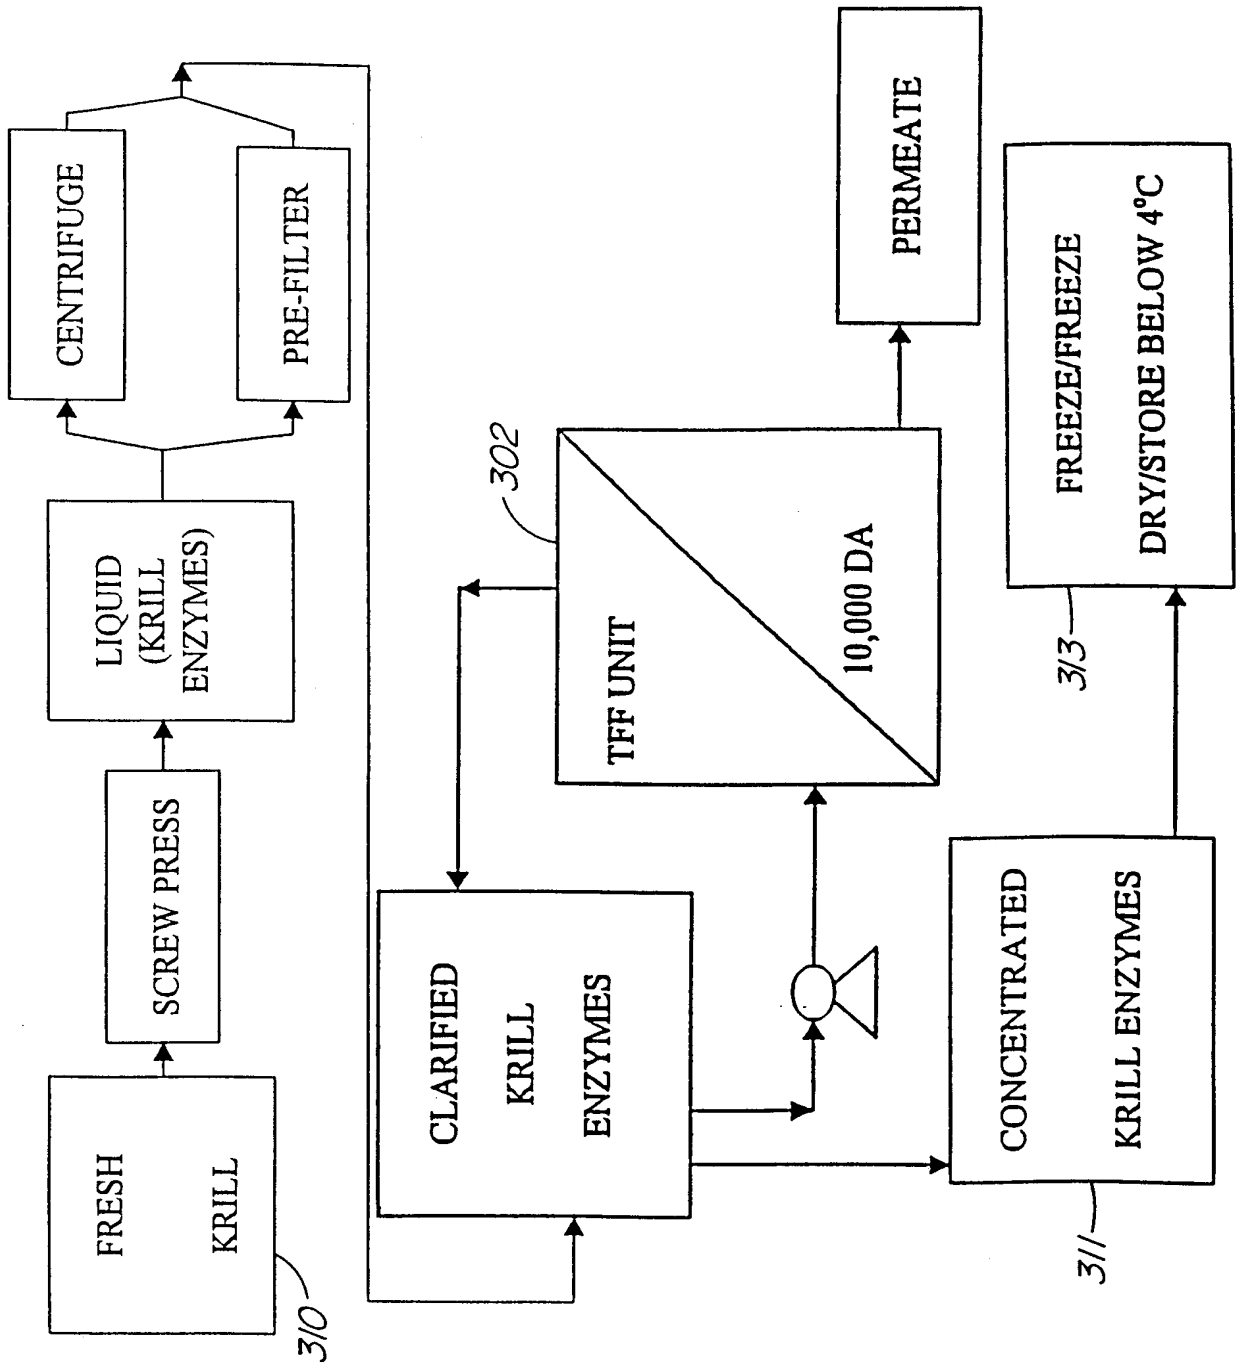 FRESH
KRILL
310
SCREW PRESS
LIQUID
(KRILL
ENZYMES)
CENTRIFUGE
PRE-FILTER
CLARIFIED
KRILL
ENZYMES
TFF UNIT
10,000 DA
302
PERMEATE
CONCENTRATED
KRILL ENZYMES
311
FREEZE/FREEZE
DRY/STORE BELOW 4°C
313